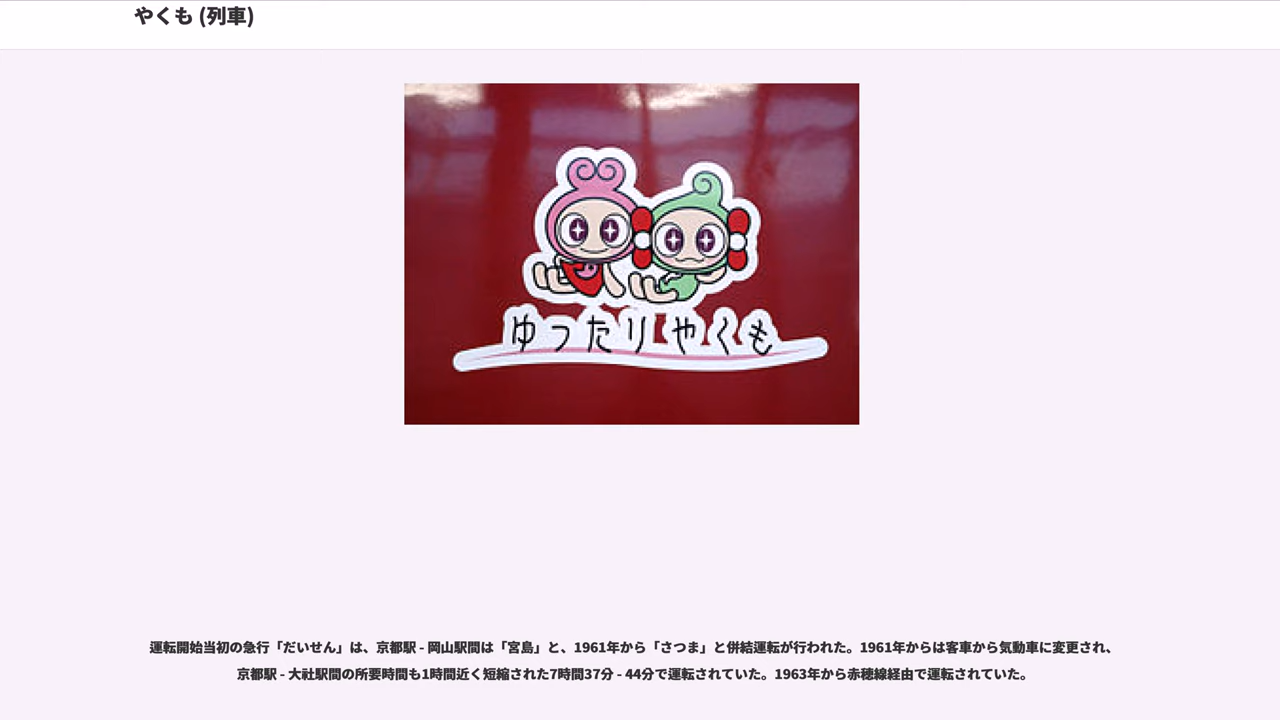 やくも (列車)
ゆったりやくも
運転開始当初の急行「だいせん」は、京都駅 - 岡山駅間は「宮島」と、1961年から「さつま」と併結運転が行われた。1961年からは客車から気動車に変更され、
京都駅 - 大社駅間の所要時間も1時間近く短縮された7時間37分 - 44分で運転されていた。1963年から赤穂線経由で運転されていた。